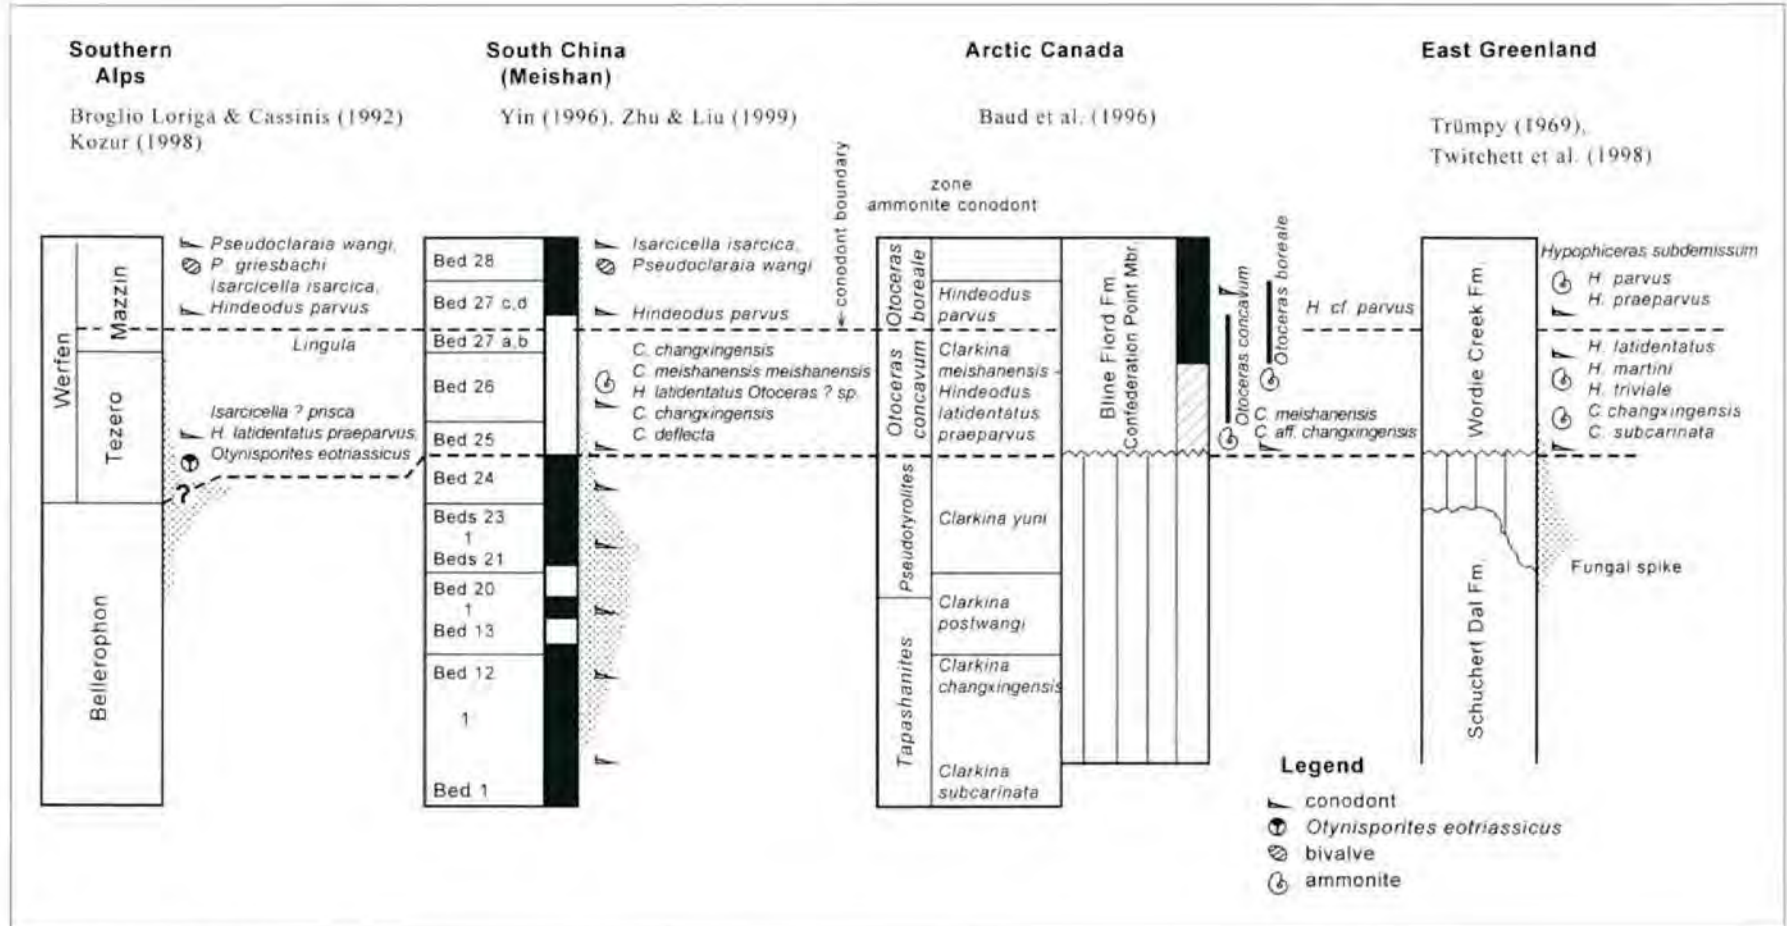 Southern
Alps
Broglio Loriga & Cassinis (1992)
Kozur (1998)
South China
(Meishan)
Yin (1996), Zhu & Liu (1999)
Arctic Canada
Baud et al. (1996)
East Greenland
Trümpy (1969),
Twitchett et al. (1998)
Werfen
Mazzin
Tezero
Bellerophon
Pseudoclaraia wangi,
P. griesbachi
Isarcicella isarcica,
Hindeodus parvus
Lingula
Isarcicella ? prisca
H. latidentatus praeparvus,
Otynisporites eotriassicus
?
Bed 28
Bed 27 c,d
Bed 27 a,b
Bed 26
Bed 25
Bed 24
Beds 23
1
Beds 21
Bed 20
1
Bed 13
Bed 12
1
Bed 1
Isarcicella isarcica,
Pseudoclaraia wangi
Hindeodus parvus
C. changxingensis
C. meishanensis meishanensis
H. latidentatus Otoceras ? sp.
C. changxingensis
C. deflecta
conodont boundary
zone
ammonite conodont
Otoceras
boreale
Otoceras
concavum
Pseudotyrolites
Tapashanites
Hindeodus
parvus
Clarkina
meishanensis -
Hindeodus
latidentatus
praeparvus
Clarkina yuni
Clarkina
postwangi
Clarkina
changxingensis
Clarkina
subcarinata
Bline Fiord Fm.
Confederation Point Mbr.
Otoceras concavum
Otoceras boreale
C. meishanensis
C. aff. changxingensis
H. cf. parvus
Wordie Creek Fm.
Schuchert Dal Fm.
Hypophiceras subdemissum
H. parvus
H. praeparvus
H. latidentatus
H. martini
H. triviale
C. changxingensis
C. subcarinata
Fungal spike
Legend
conodont
Otynisporites eotriassicus
bivalve
ammonite